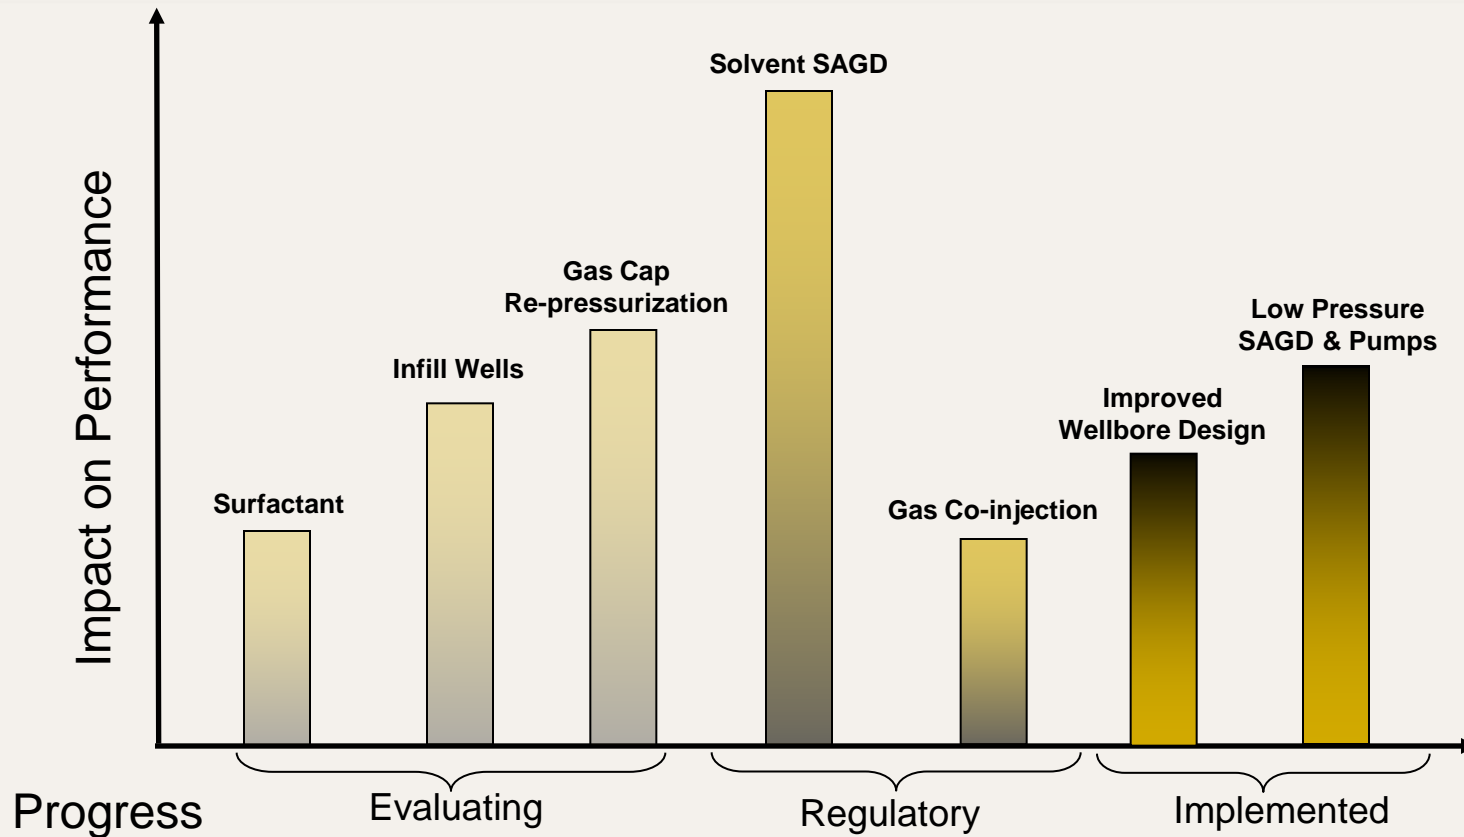 Impact on Performance
Surfactant
Infill Wells
Gas Cap
Re-pressurization
Solvent SAGD
Gas Co-injection
Improved
Wellbore Design
Low Pressure
SAGD & Pumps
Progress
Evaluating
Regulatory
Implemented